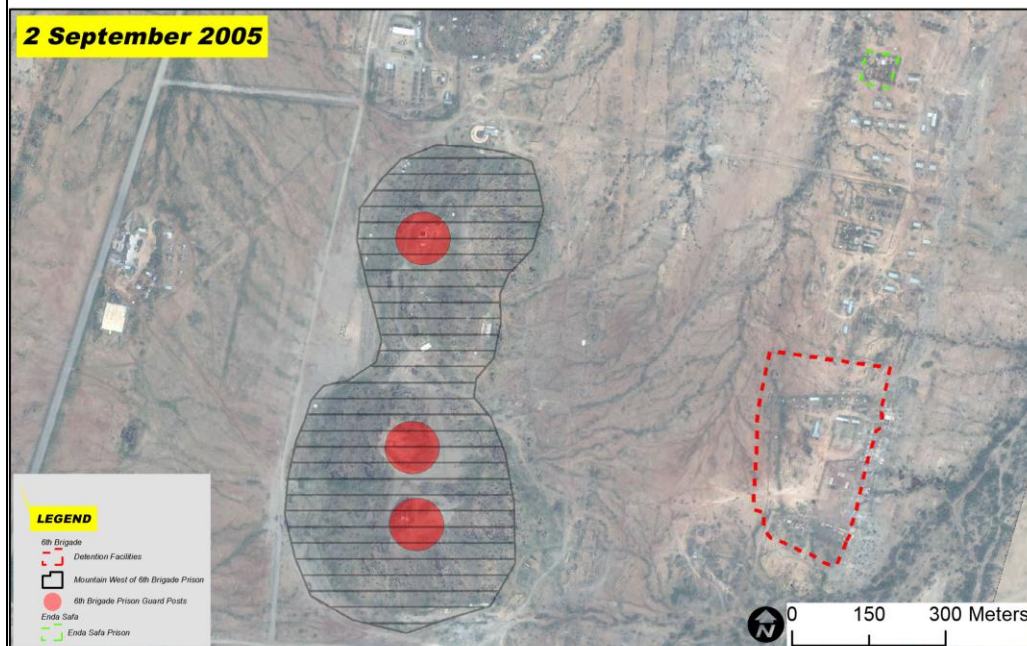 2 September 2005
LEGEND
6th Brigade
Detention Facilities
Mountain West of 6th Brigade Prison
6th Brigade Prison Guard Posts
Enda Safa
Enda Safa Prison
N
0 150 300 Meters